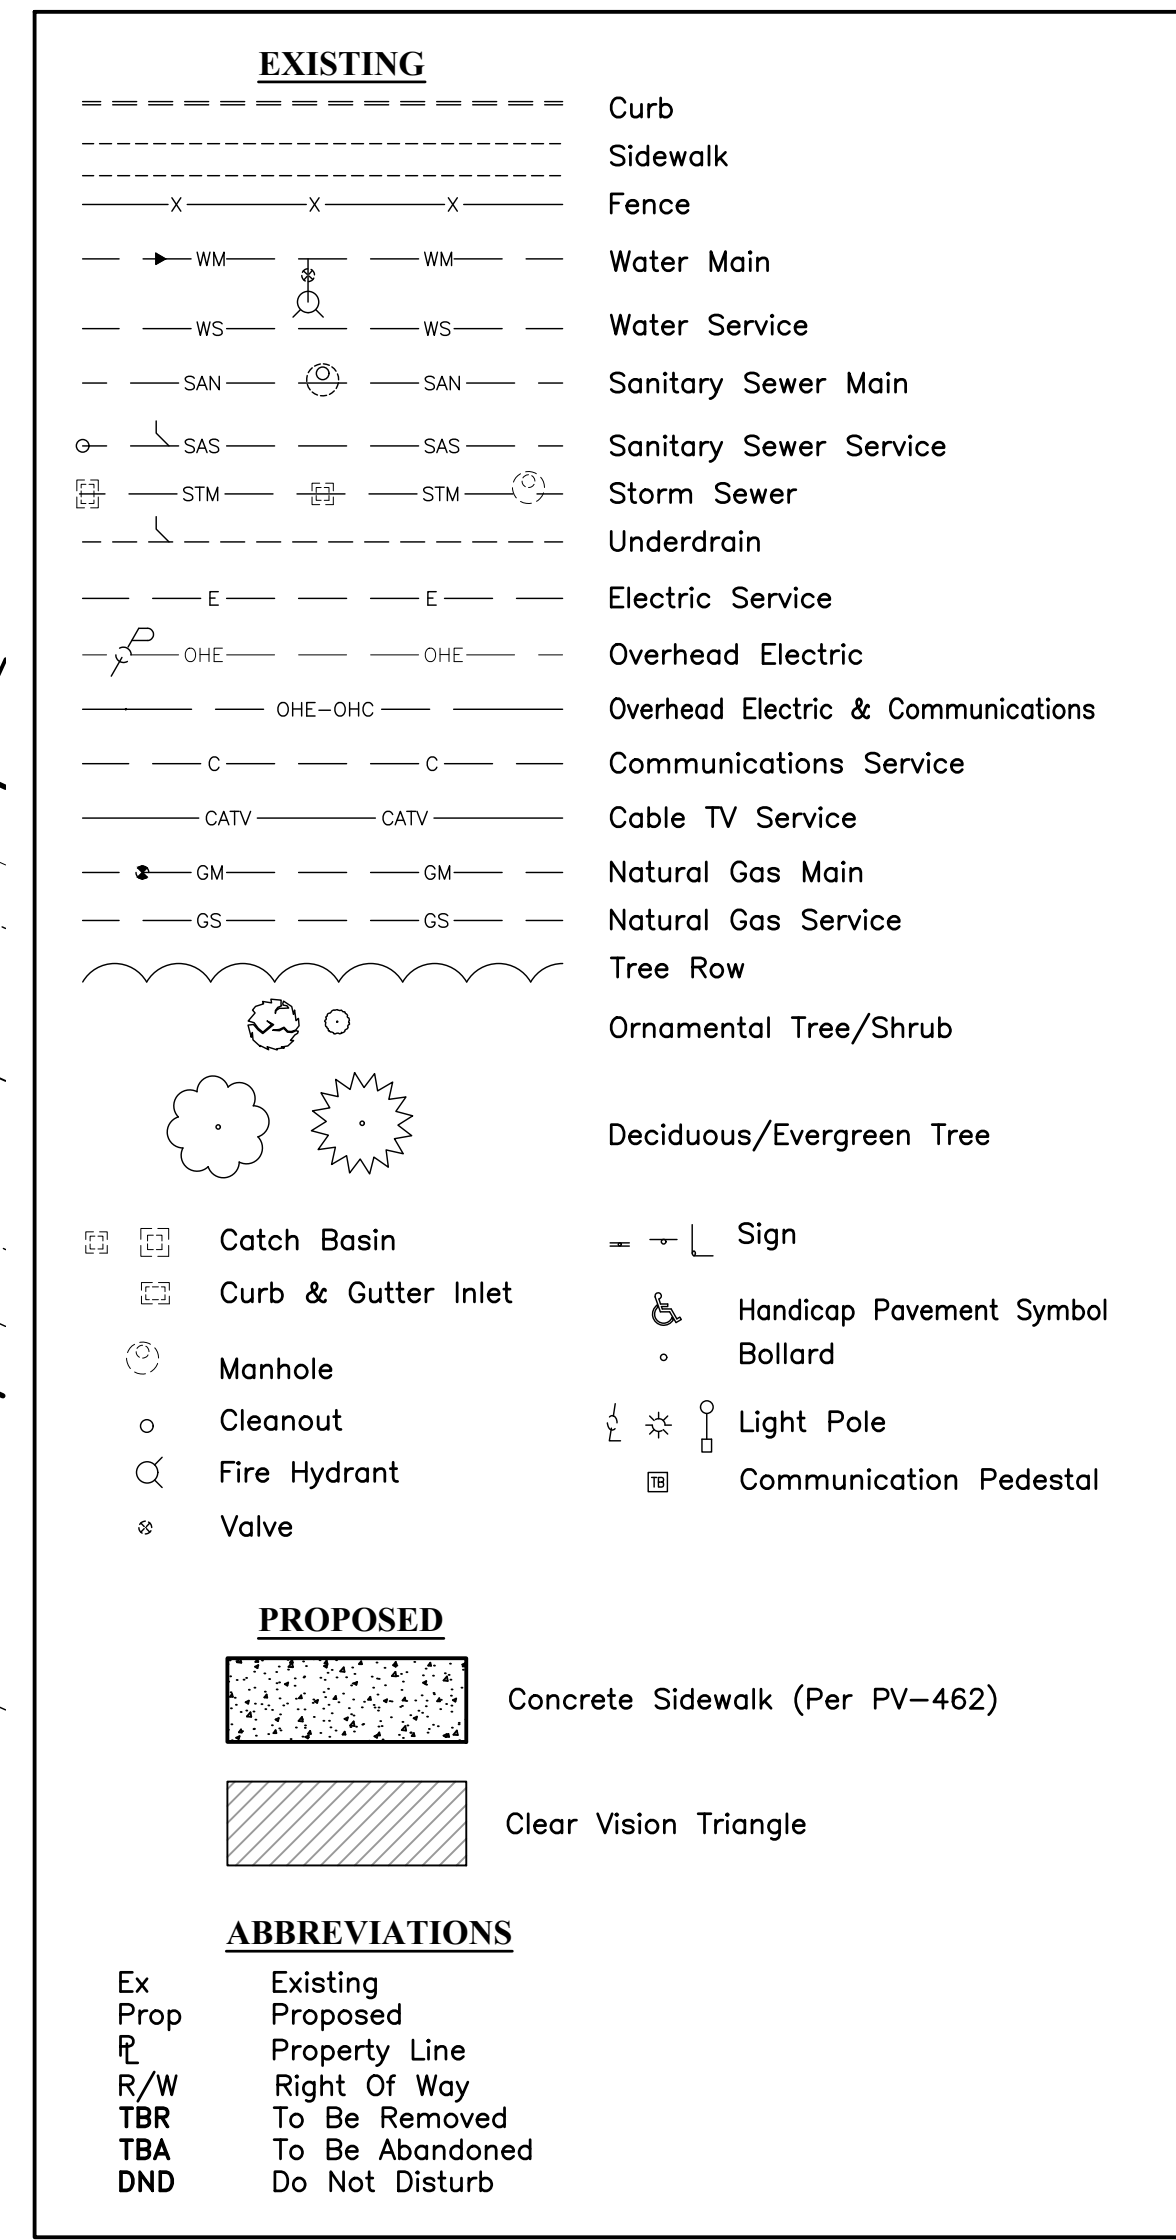 EXISTING
Curb
Sidewalk
X X X Fence
WM WM Water Main
WS WS Water Service
SAN SAN Sanitary Sewer Main
SAS SAS Sanitary Sewer Service
STM STM Storm Sewer
Underdrain
E E Electric Service
OHE OHE Overhead Electric
OHE-OHC Overhead Electric & Communications
C C Communications Service
CATV CATV Cable TV Service
GM GM Natural Gas Main
GS GS Natural Gas Service
Tree Row
Ornamental Tree/Shrub
Deciduous/Evergreen Tree
Catch Basin
Curb & Gutter Inlet
Manhole
Cleanout
Fire Hydrant
Valve
Sign
Handicap Pavement Symbol
Bollard
Light Pole
TB Communication Pedestal
PROPOSED
Concrete Sidewalk (Per PV-462)
Clear Vision Triangle
ABBREVIATIONS
Ex Existing
Prop Proposed
PL Property Line
R/W Right Of Way
TBR To Be Removed
TBA To Be Abandoned
DND Do Not Disturb